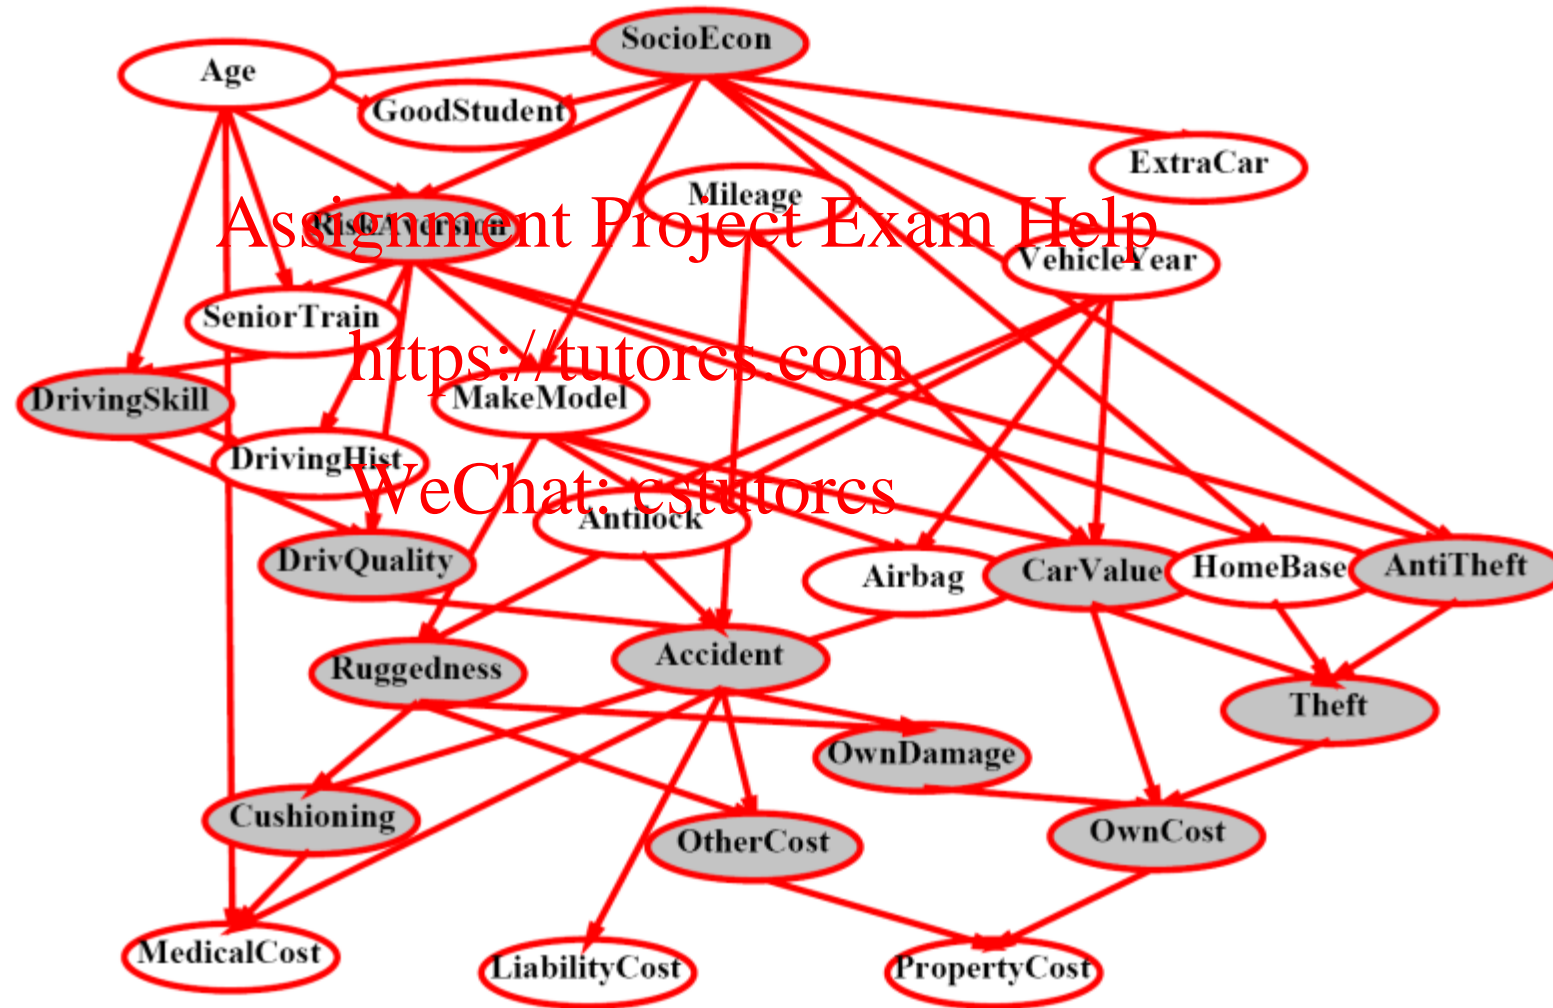 SocioEcon
Age
GoodStudent
ExtraCar
Mileage
RiskAversion
Assignment Project Exam Help
VehicleYear
SeniorTrain
https://tutorcs.com
DrivingSkill
MakeModel
DrivingHist
WeChat: cstutorcs
Antilock
DrivQuality
Airbag
CarValue
HomeBase
AntiTheft
Ruggedness
Accident
Theft
OwnDamage
Cushioning
OtherCost
OwnCost
MedicalCost
LiabilityCost
PropertyCost